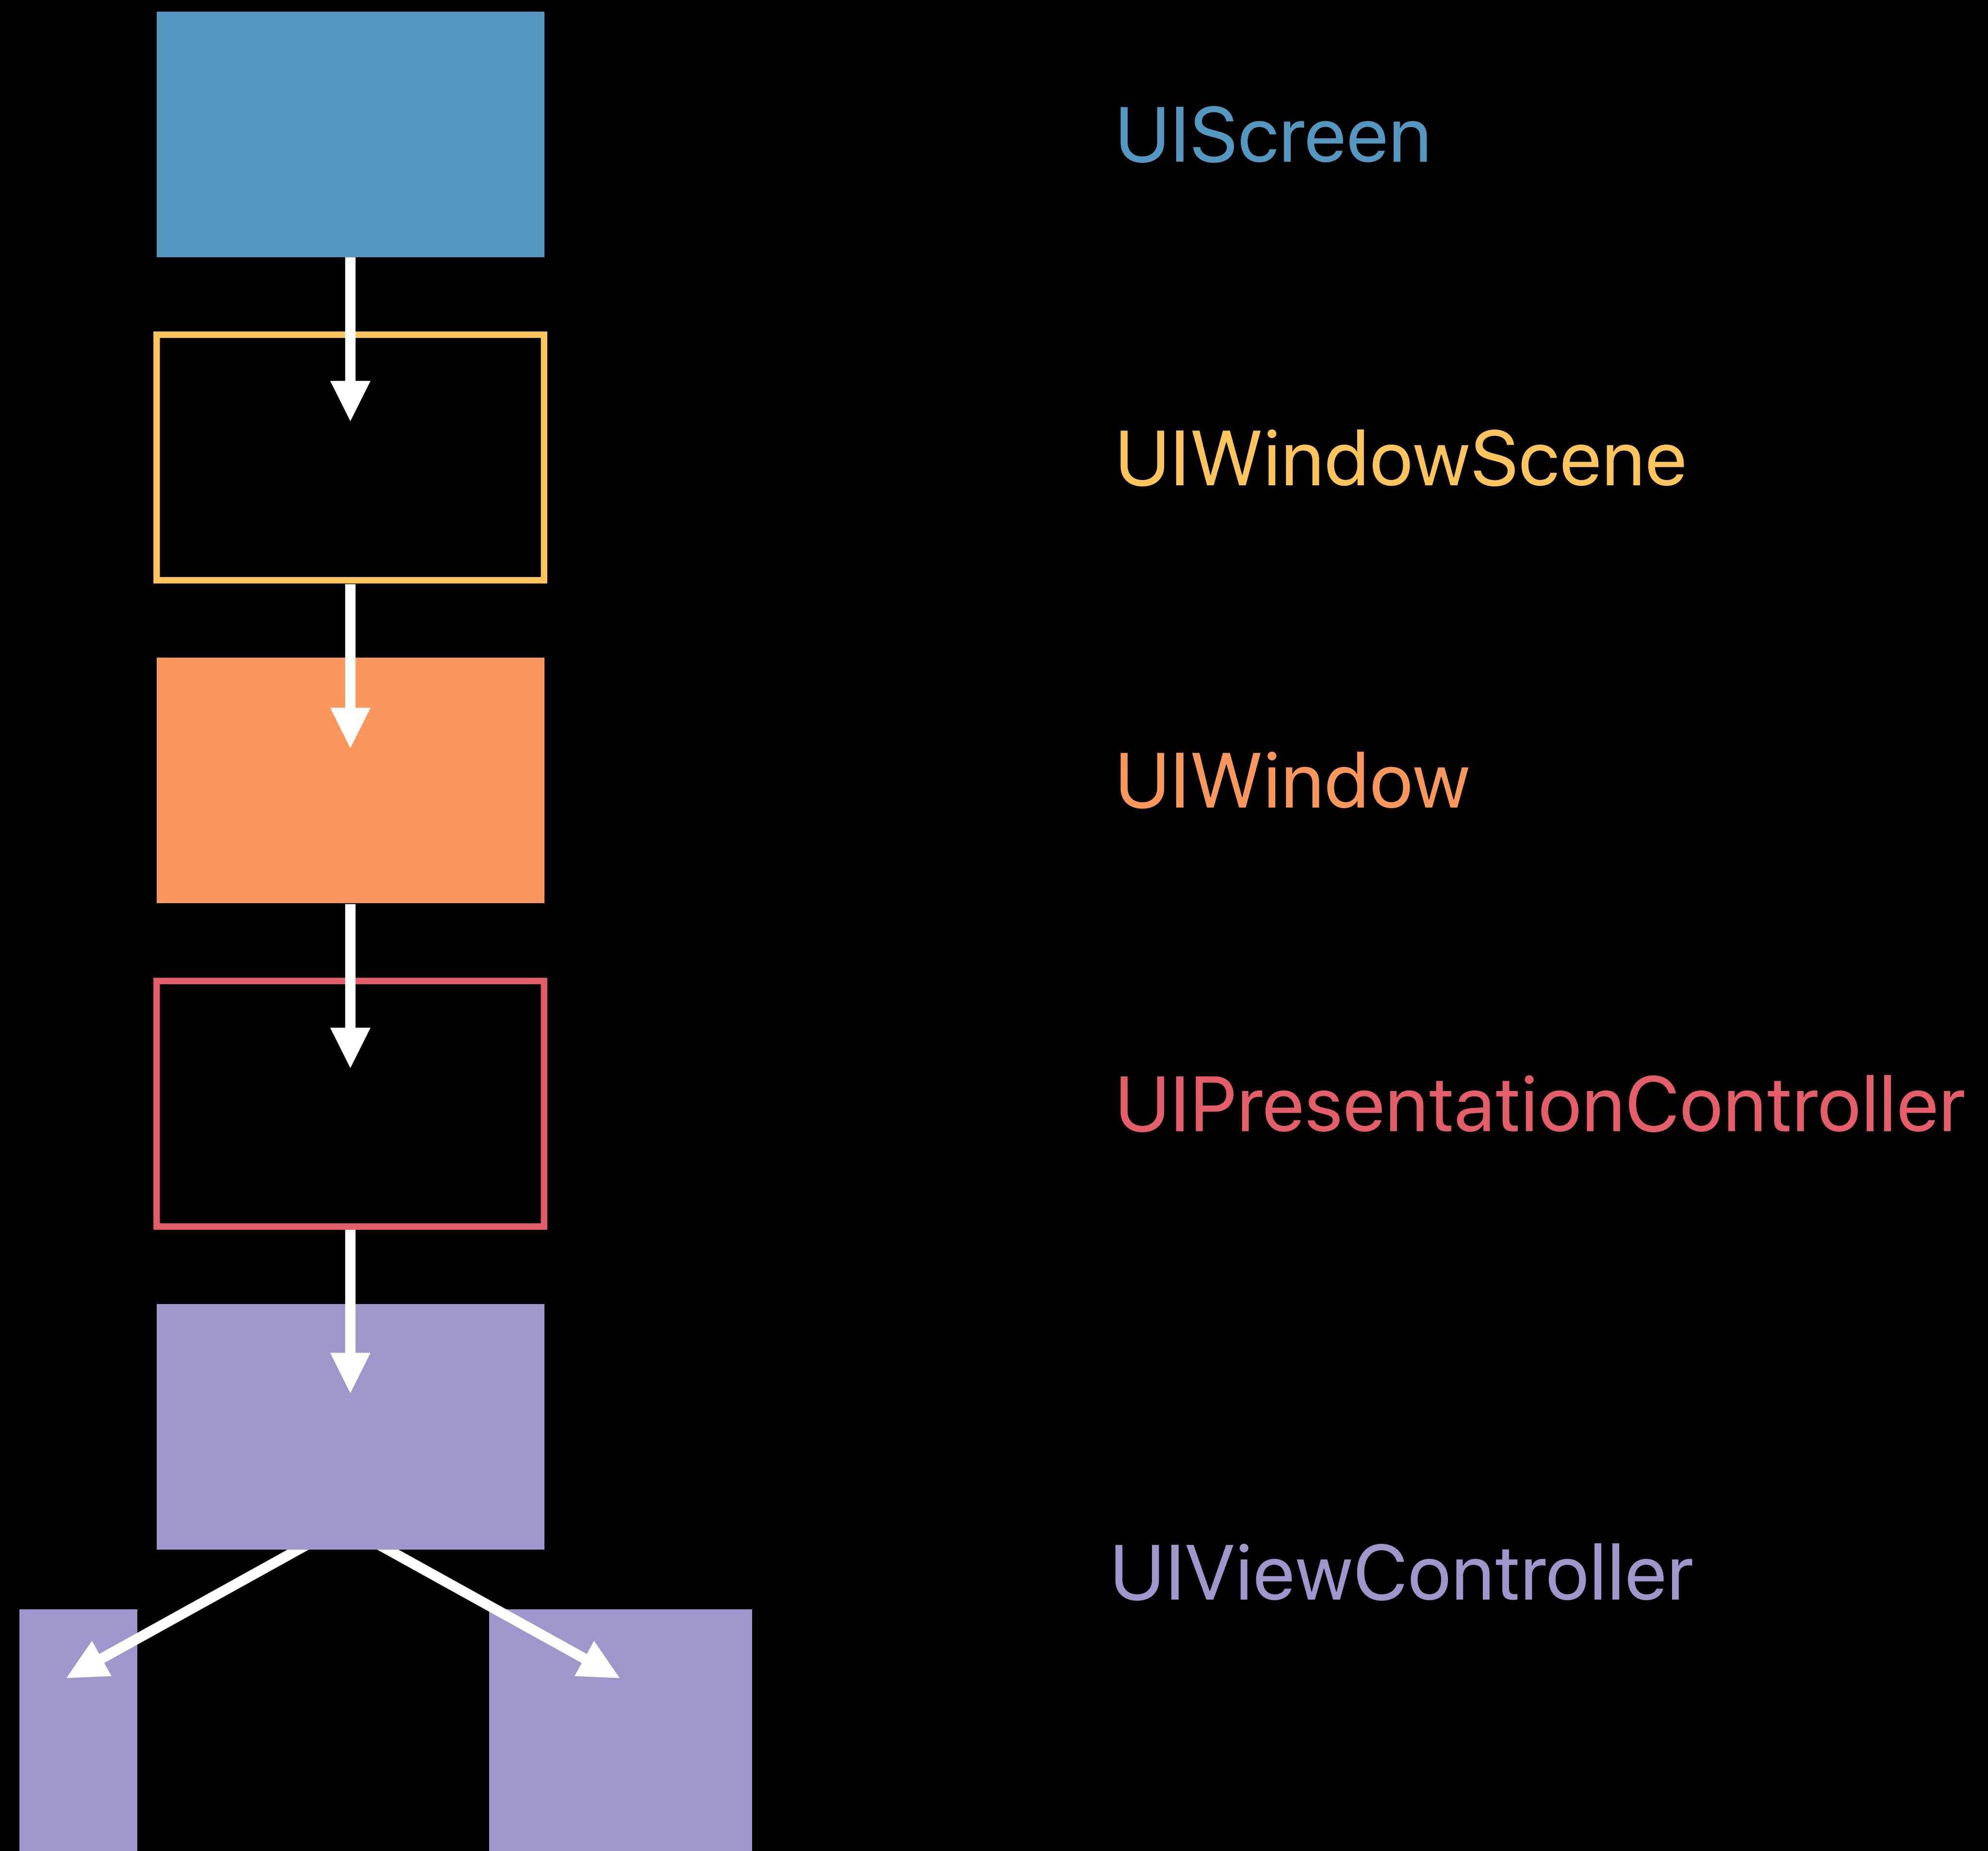 UIScreen
UIWindowScene
UIWindow
UIPresentationController
UIViewController